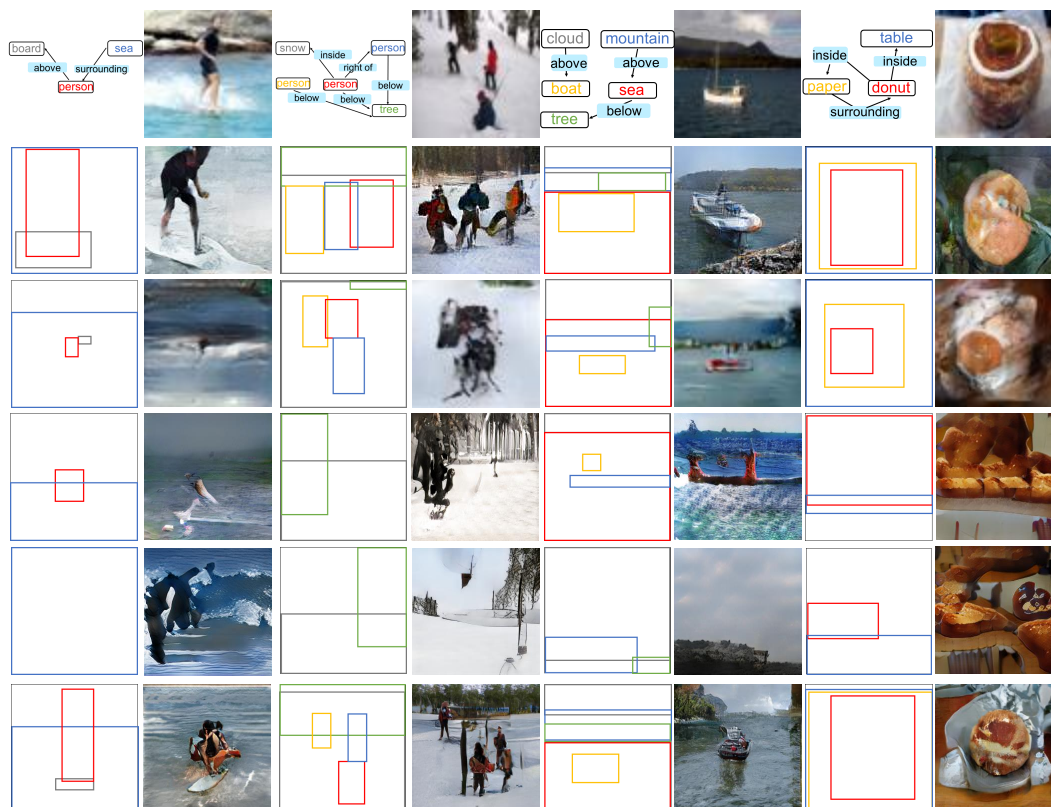 board
sea
above
surrounding
person
snow
person
inside
right of
person
person
below
below
below
tree
cloud
mountain
above
above
boat
sea
tree
below
table
inside
inside
paper
donut
surrounding